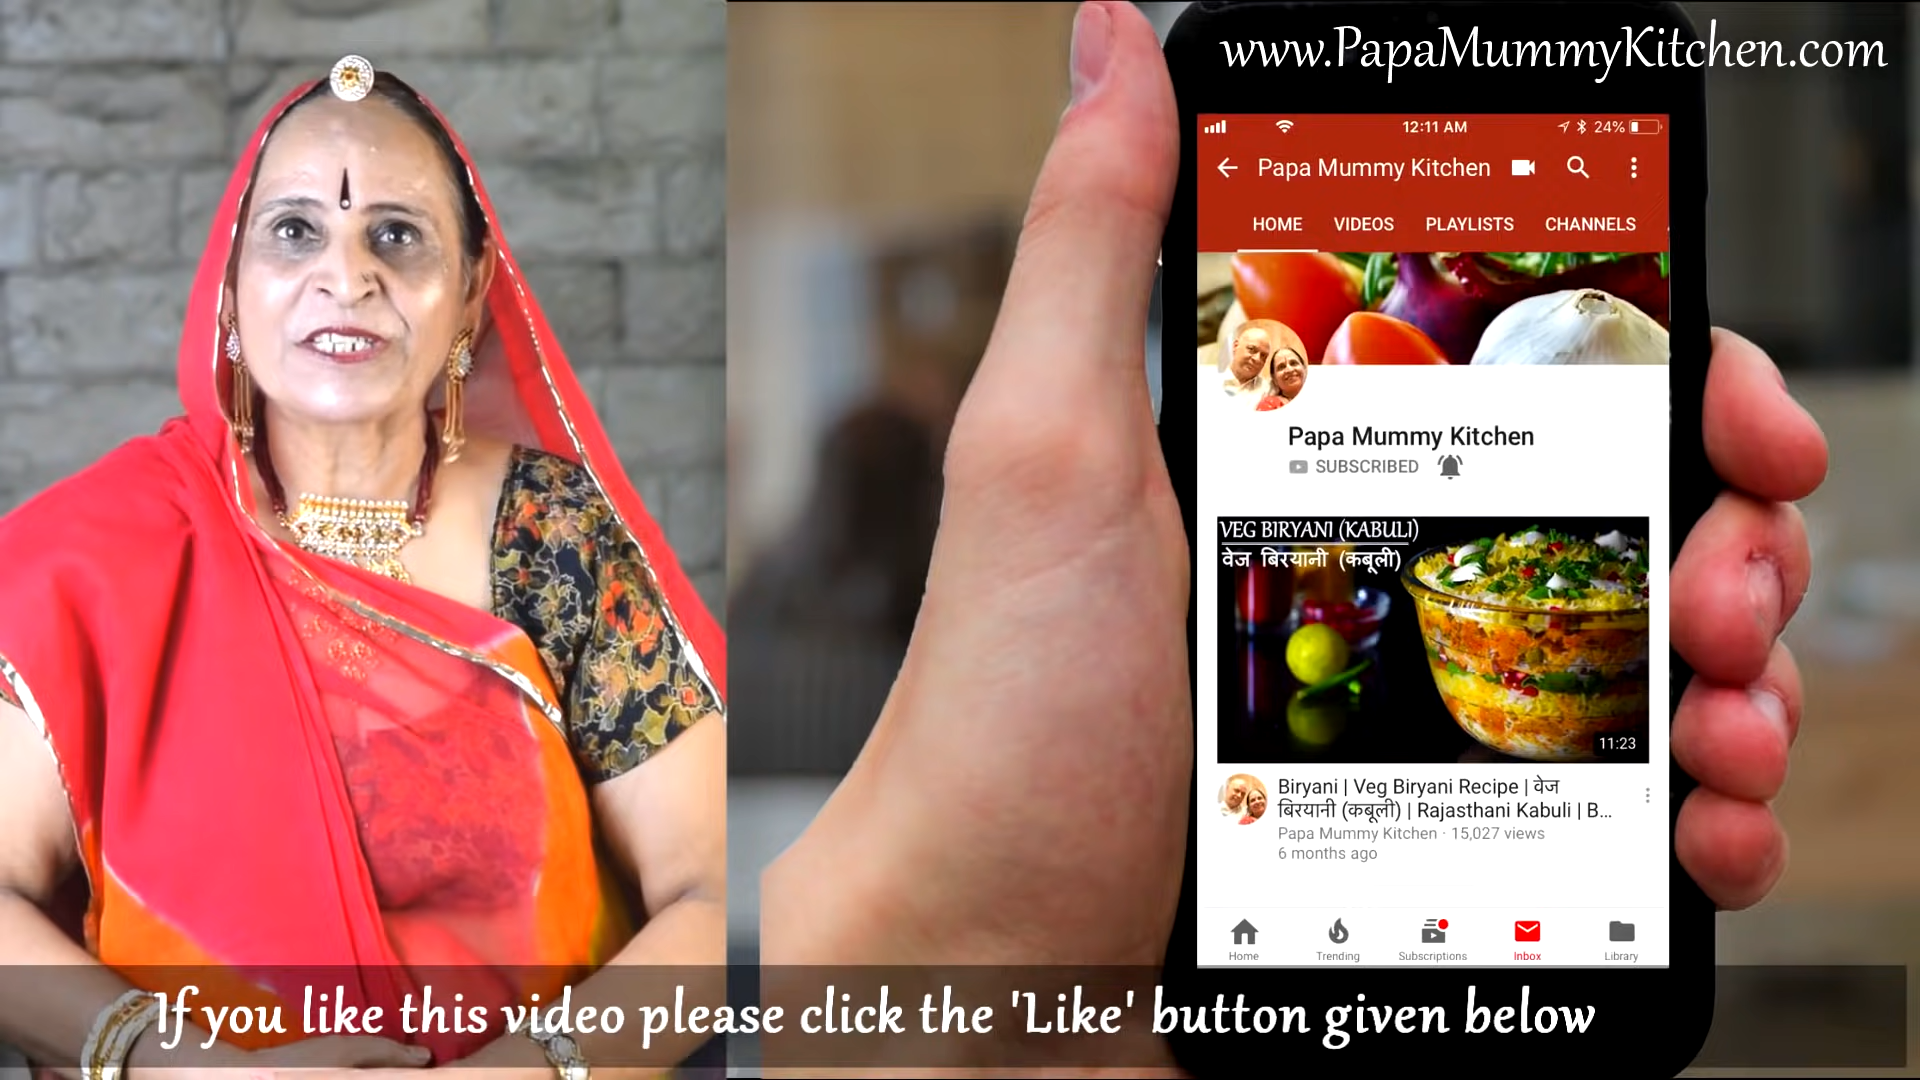 www.PapaMummyKitchen.com
12:11 AM
24%
Papa Mummy Kitchen
HOME VIDEOS PLAYLISTS CHANNELS
Papa Mummy Kitchen
SUBSCRIBED
VEG BIRYANI (KABULI)
वेज बिरयानी (कबूली)
11:23
Biryani | Veg Biryani Recipe | वेज
बिरयानी (कबूली) | Rajasthani Kabuli | B...
Papa Mummy Kitchen · 15,027 views
6 months ago
Home Trending Subscriptions Inbox Library
If you like this video please click the 'Like' button given below